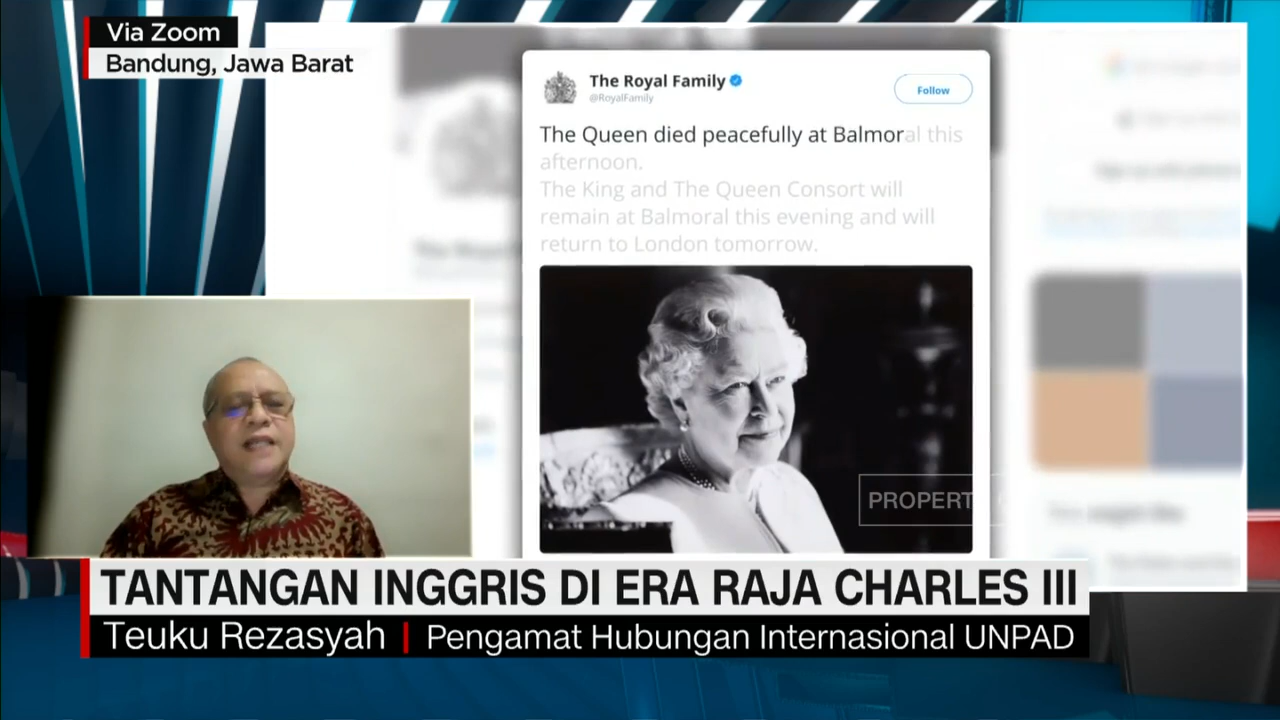 Via Zoom
Bandung, Jawa Barat
The Royal Family
@RoyalFamily
Follow
The Queen died peacefully at Balmoral this
afternoon.
The King and The Queen Consort will
remain at Balmoral this evening and will
return to London tomorrow.
PROPERT
TANTANGAN INGGRIS DI ERA RAJA CHARLES III
Teuku Rezasyah | Pengamat Hubungan Internasional UNPAD